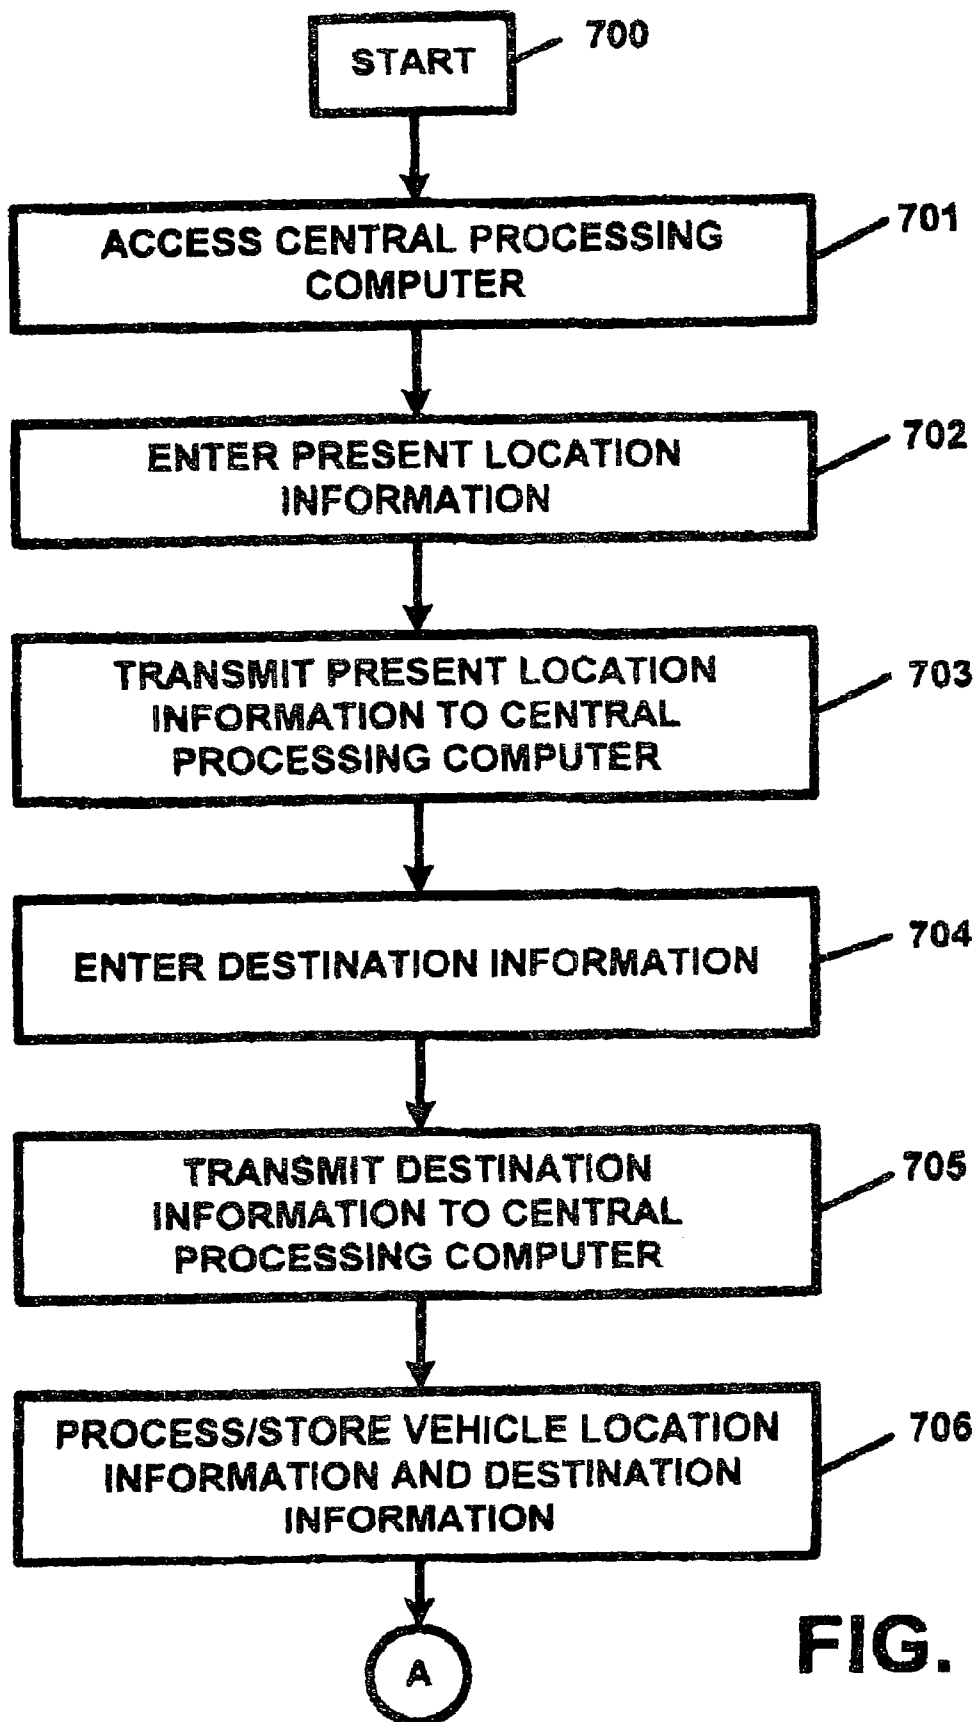 START
700
ACCESS CENTRAL PROCESSING
COMPUTER
701
ENTER PRESENT LOCATION
INFORMATION
702
TRANSMIT PRESENT LOCATION
INFORMATION TO CENTRAL
PROCESSING COMPUTER
703
ENTER DESTINATION INFORMATION
704
TRANSMIT DESTINATION
INFORMATION TO CENTRAL
PROCESSING COMPUTER
705
PROCESS/STORE VEHICLE LOCATION
INFORMATION AND DESTINATION
INFORMATION
706
A
FIG.